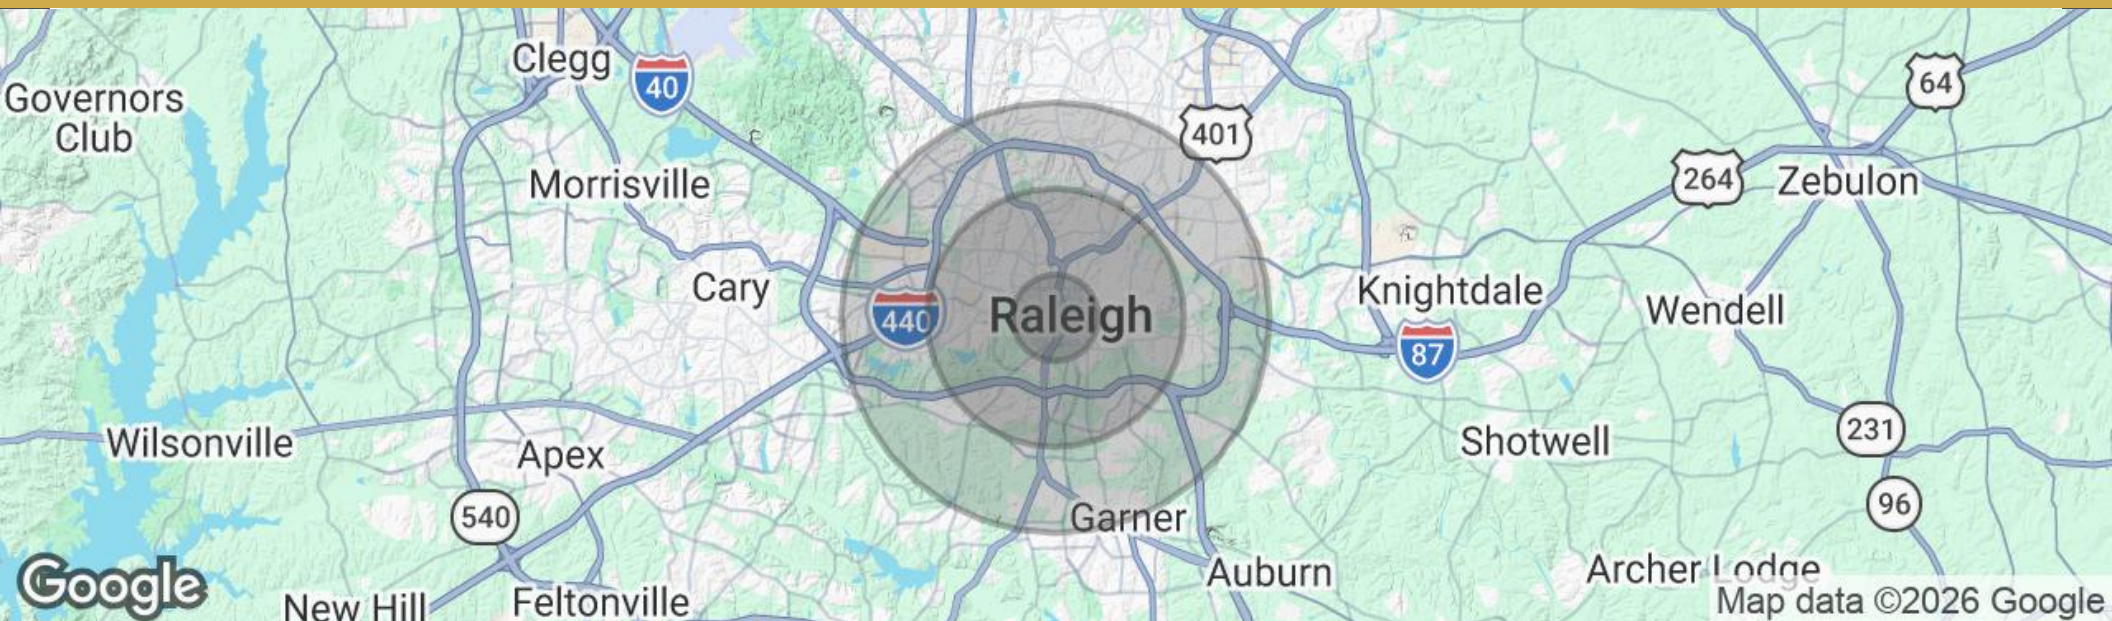 Clegg
40
64
Governors
Club
401
Morrisville
264
Zebulon
Cary
Knightdale
Wendell
440
Raleigh
87
Wilsonville
Apex
Shotwell
231
540
Garner
96
Auburn
Archer Lodge
Google
New Hill
Feltonville
Map data ©2026 Google